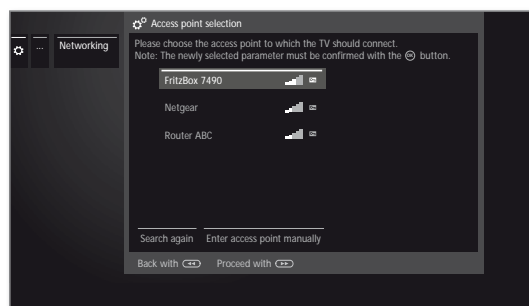 Access point selection
... Networking
Please choose the access point to which the TV should connect.
Note: The newly selected parameter must be confirmed with the OK button.
FritzBox 7490
Netgear
Router ABC
Search again Enter access point manually
Back with Proceed with